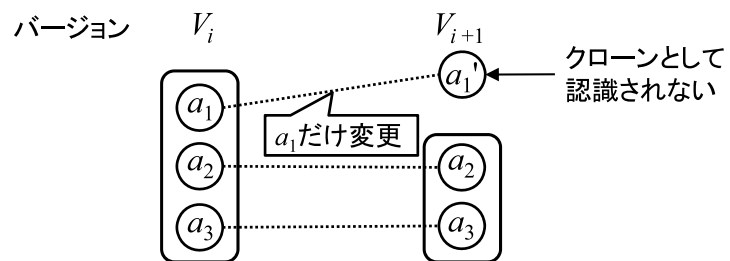 バージョン V_i V_{i+1}
a_1 a_1' クローンとして
認識されない
a_1だけ変更
a_2 a_2
a_3 a_3